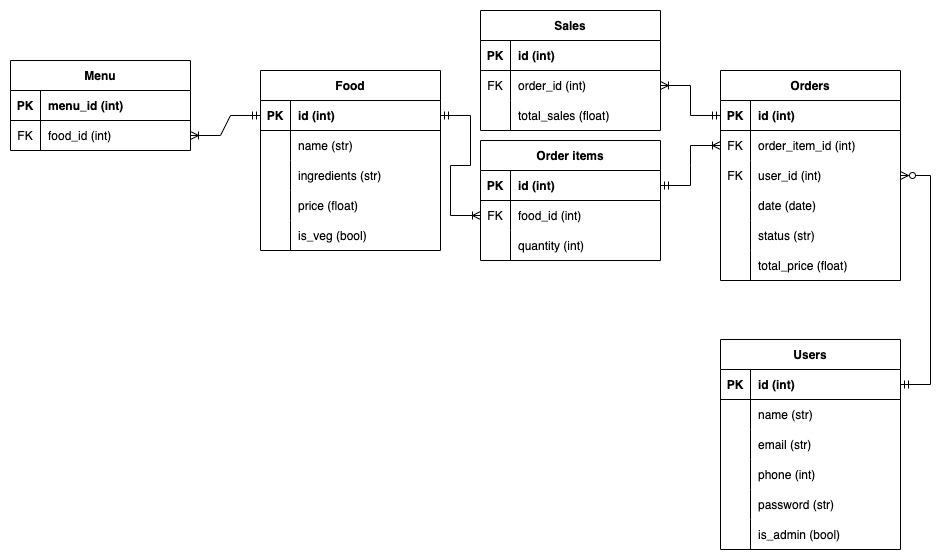 Menu
PK menu_id (int)
FK food_id (int)
Food
PK id (int)
name (str)
ingredients (str)
price (float)
is_veg (bool)
Sales
PK id (int)
FK order_id (int)
total_sales (float)
Order items
PK id (int)
FK food_id (int)
quantity (int)
Orders
PK id (int)
FK order_item_id (int)
FK user_id (int)
date (date)
status (str)
total_price (float)
Users
PK id (int)
name (str)
email (str)
phone (int)
password (str)
is_admin (bool)